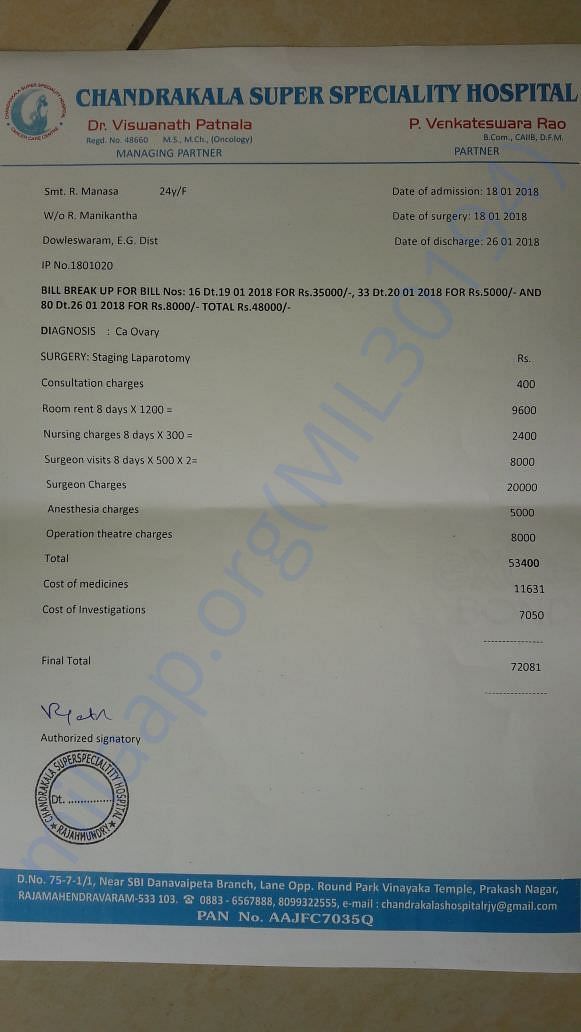 CHANDRAKALA SUPER SPECIALITY HOSPITAL
Dr. Viswanath Patnala P. Venkateswara Rao
Regd. No. 48660 M.S., M.Ch., (Oncology) B.Com., CAIIB, D.F.M.
MANAGING PARTNER PARTNER
Smt. R. Manasa 24y/F Date of admission: 18 01 2018
W/o R. Manikantha Date of surgery: 18 01 2018
Dowleswaram, E.G. Dist Date of discharge: 26 01 2018
IP No.1801020
BILL BREAK UP FOR BILL Nos: 16 Dt.19 01 2018 FOR Rs.35000/-, 33 Dt.20 01 2018 FOR Rs.5000/- AND
80 Dt.26 01 2018 FOR Rs.8000/- TOTAL Rs.48000/-
DIAGNOSIS : Ca Ovary
SURGERY: Staging Laparotomy Rs.
Consultation charges 400
Room rent 8 days X 1200 = 9600
Nursing charges 8 days X 300 = 2400
Surgeon visits 8 days X 500 X 2= 8000
Surgeon Charges 20000
Anesthesia charges 5000
Operation theatre charges 8000
Total 53400
Cost of medicines 11631
Cost of Investigations 7050
Final Total 72081
Authorized signatory
CHANDRAKALA SUPERSPECIALTITY HOSPITAL
Dt. ...............
★ RAJAHMUNDRY ★
D.No. 75-7-1/1, Near SBI Danavaipeta Branch, Lane Opp. Round Park Vinayaka Temple, Prakash Nagar,
RAJAMAHENDRAVARAM-533 103. ☎ 0883 - 6567888, 8099322555, e-mail : chandrakalashospitalrjy@gmail.com
PAN No. AAJFC7035Q
milaap.org(MIL30194)